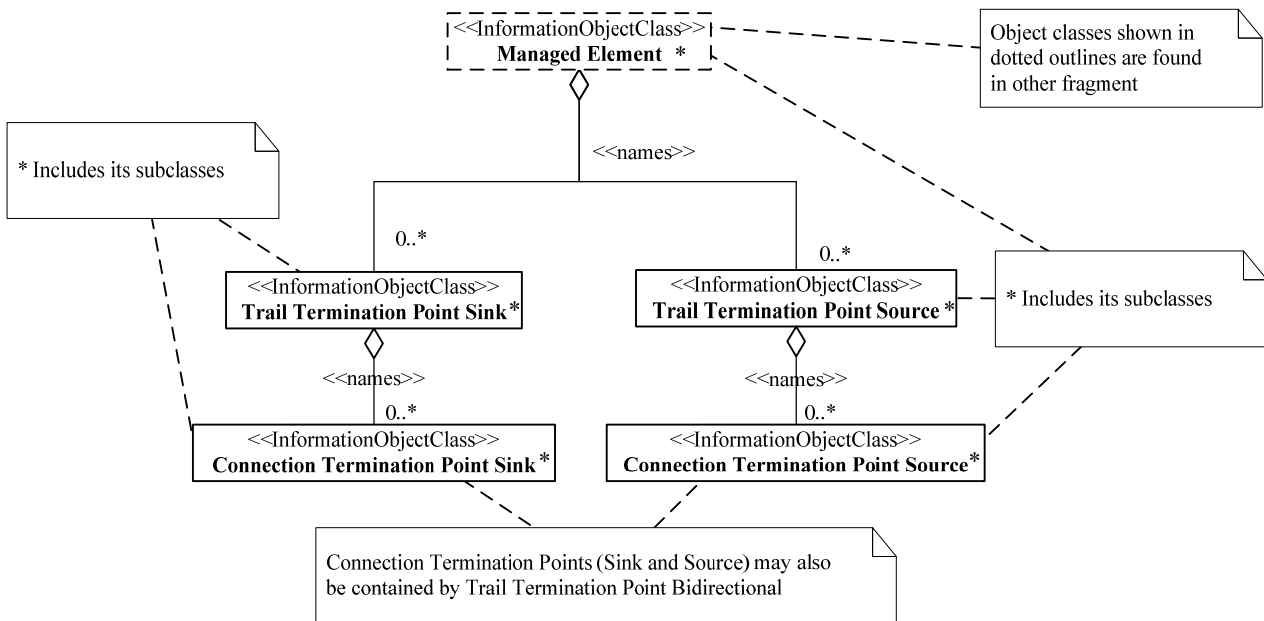 <<InformationObjectClass>>
Managed Element *
Object classes shown in
dotted outlines are found
in other fragment
* Includes its subclasses
<<names>>
0..*
0..*
<<InformationObjectClass>>
Trail Termination Point Sink*
<<InformationObjectClass>>
Trail Termination Point Source*
* Includes its subclasses
<<names>>
0..*
<<names>>
0..*
<<InformationObjectClass>>
Connection Termination Point Sink*
<<InformationObjectClass>>
Connection Termination Point Source*
Connection Termination Points (Sink and Source) may also
be contained by Trail Termination Point Bidirectional